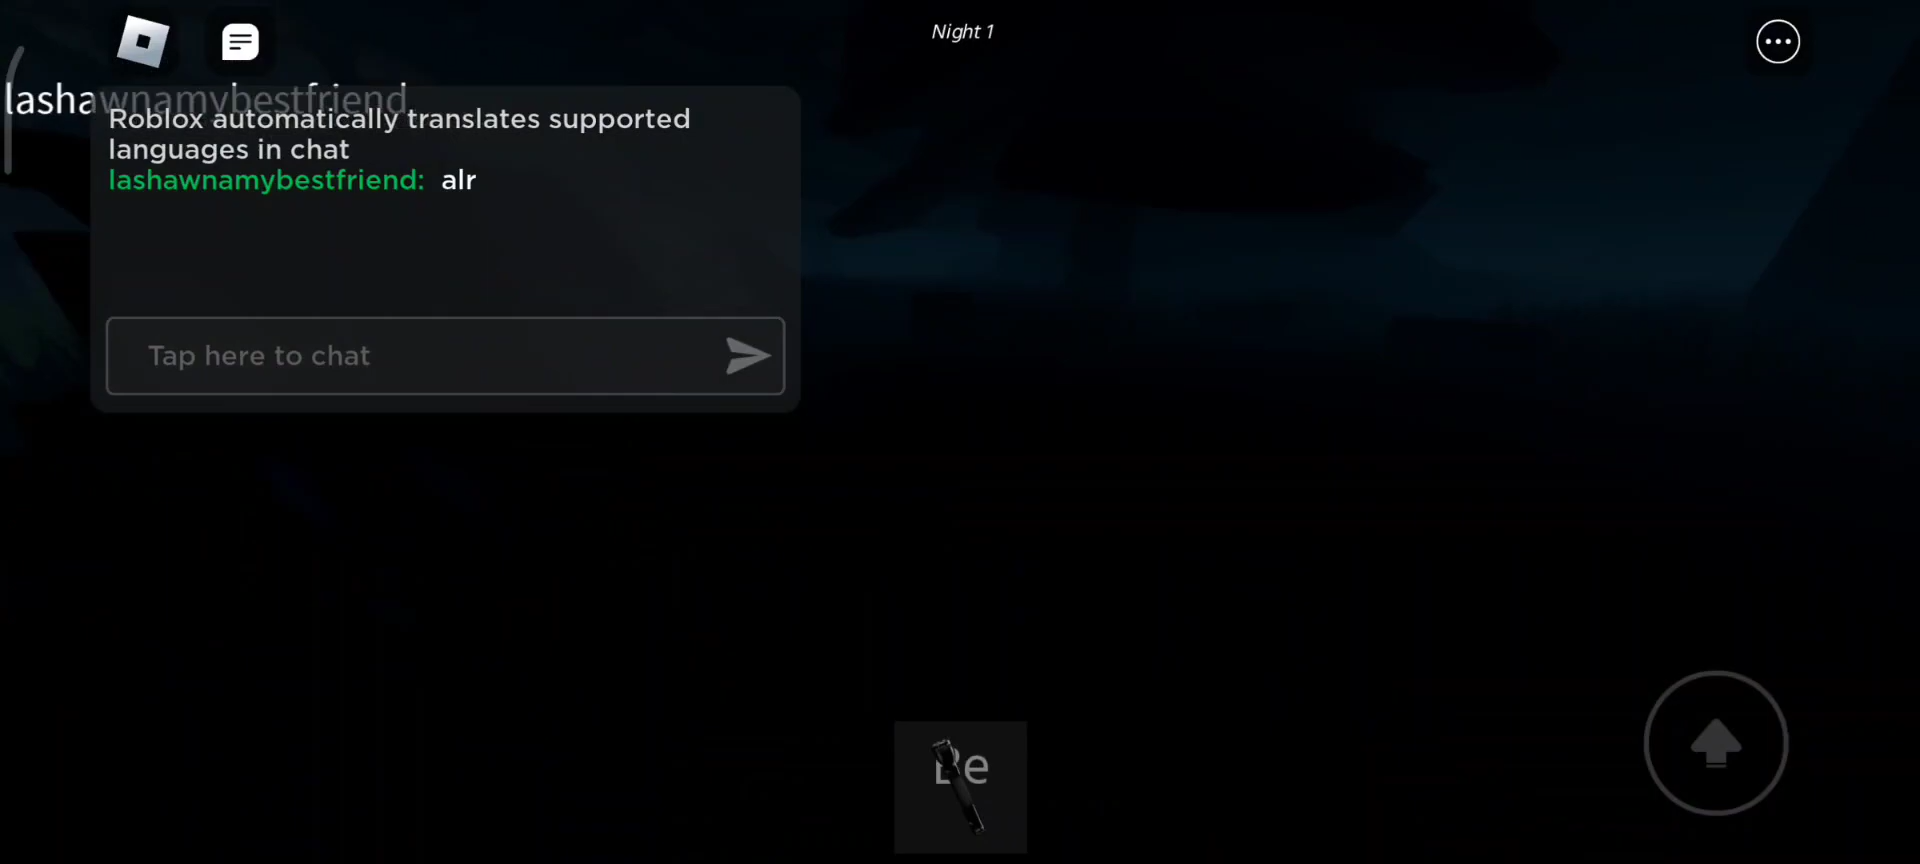 Night 1
lashawnamybestfriend
Roblox automatically translates supported
languages in chat
lashawnamybestfriend: alr
Tap here to chat